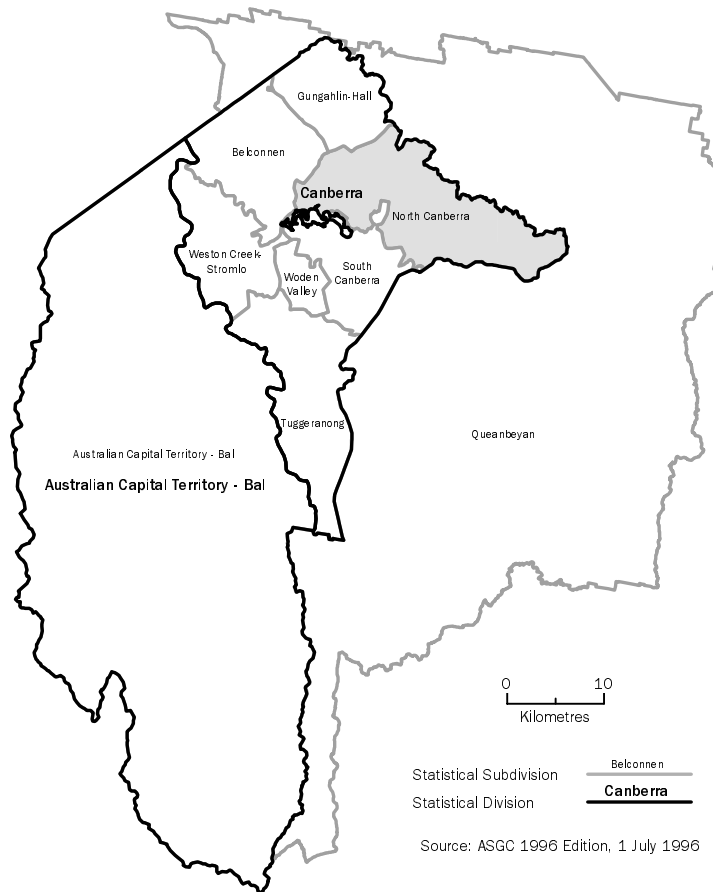 Gungahlin-Hall
Belconnen
Canberra
North Canberra
Weston Creek-
Stromlo
Woden
Valley
South
Canberra
Tuggeranong
Queanbeyan
Australian Capital Territory - Bal
Australian Capital Territory - Bal
0 10
Kilometres
Statistical Subdivision Belconnen
Statistical Division Canberra
Source: ASGC 1996 Edition, 1 July 1996